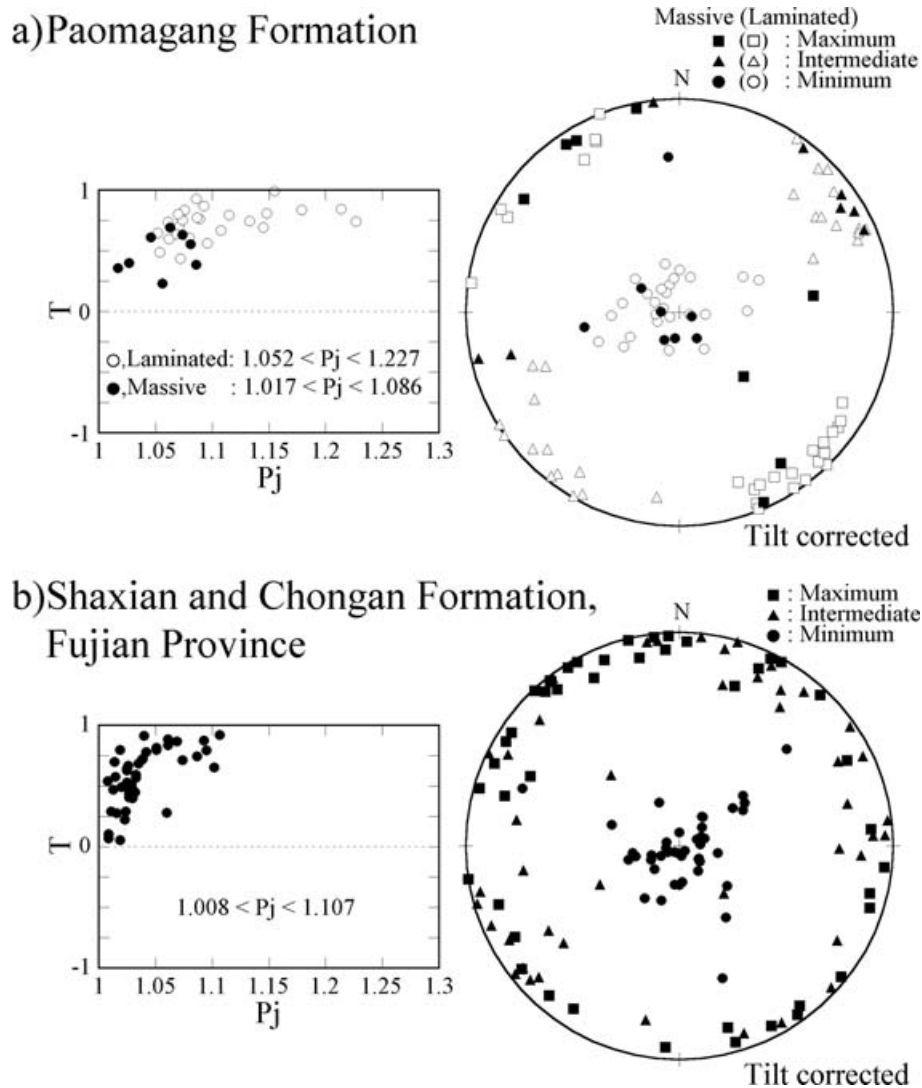 a)Paomagang Formation
Massive (Laminated)
■ (□) : Maximum
▲ (△) : Intermediate
● (○) : Minimum
N
1
T
0
-1
○,Laminated: 1.052 < Pj < 1.227
●,Massive : 1.017 < Pj < 1.086
1 1.05 1.1 1.15 1.2 1.25 1.3
Pj
Tilt corrected
b)Shaxian and Chongan Formation,
Fujian Province
■ : Maximum
▲ : Intermediate
● : Minimum
N
1
T
0
-1
1.008 < Pj < 1.107
1 1.05 1.1 1.15 1.2 1.25 1.3
Pj
Tilt corrected